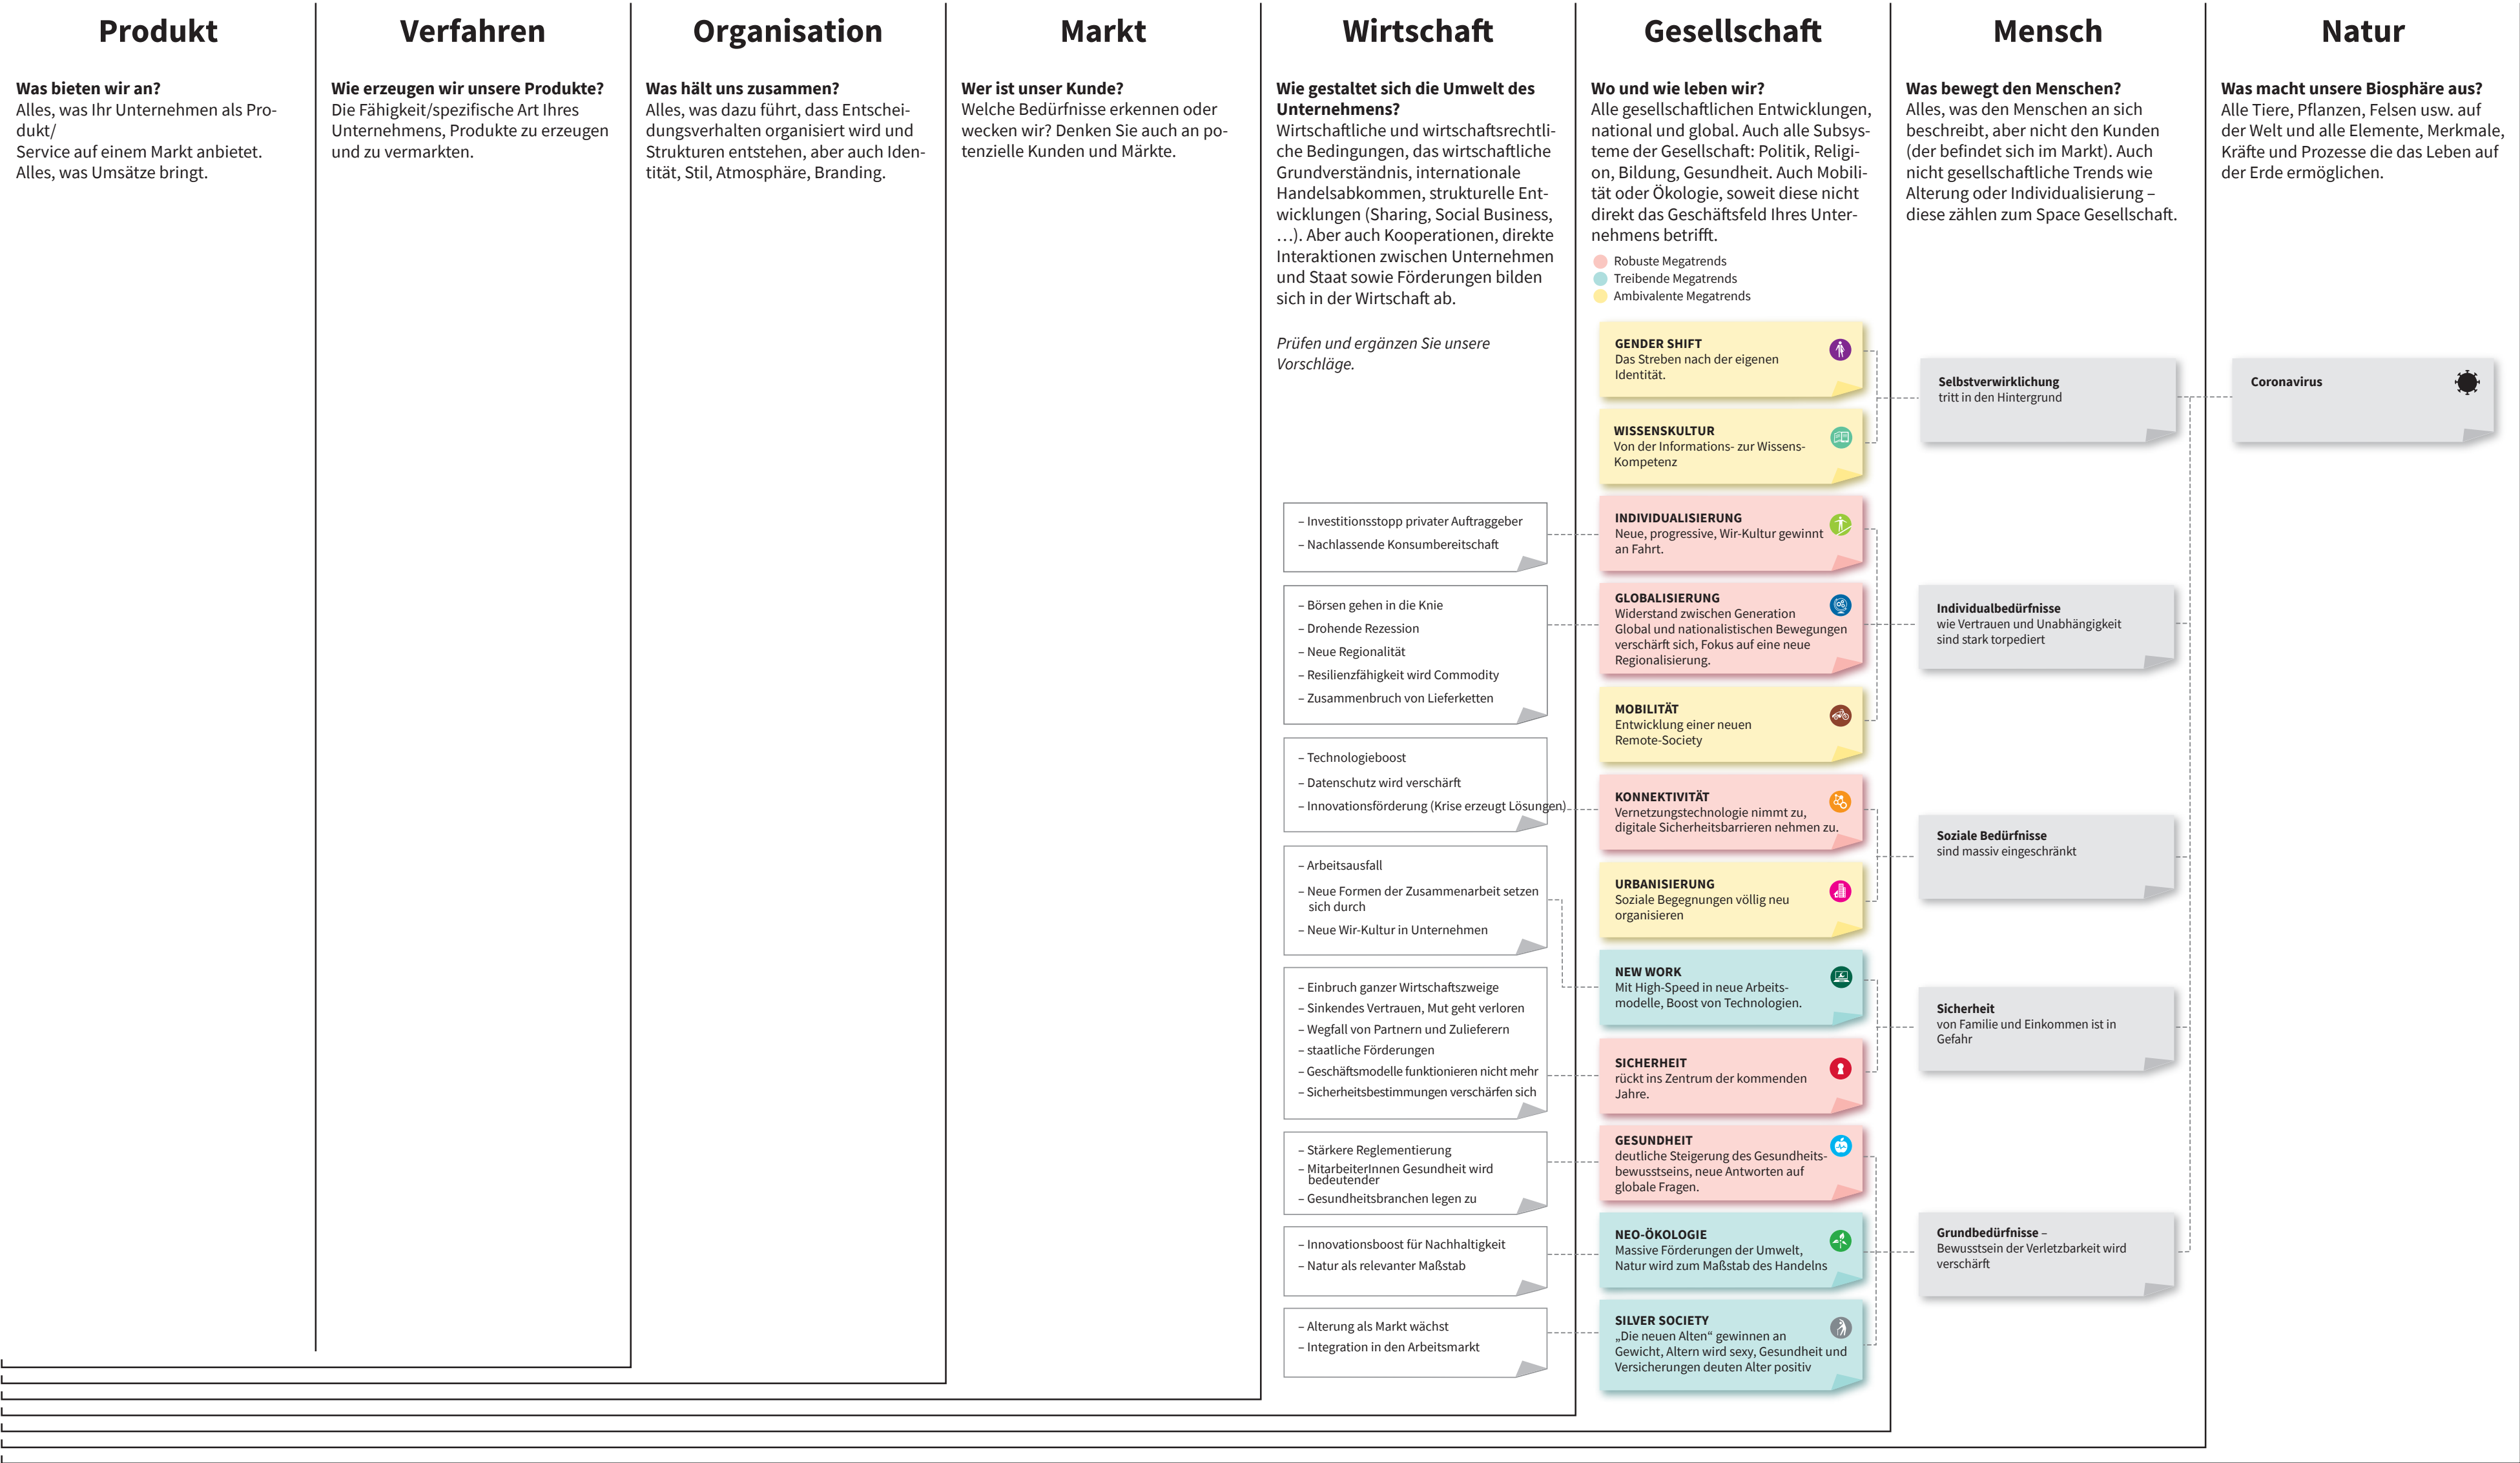 Produkt
Was bieten wir an?
Alles, was Ihr Unternehmen als Pro-
dukt/
Service auf einem Markt anbietet.
Alles, was Umsätze bringt.
Verfahren
Wie erzeugen wir unsere Produkte?
Die Fähigkeit/spezifische Art Ihres
Unternehmens, Produkte zu erzeugen
und zu vermarkten.
Organisation
Was hält uns zusammen?
Alles, was dazu führt, dass Entschei-
dungsverhalten organisiert wird und
Strukturen entstehen, aber auch Iden-
tität, Stil, Atmosphäre, Branding.
Markt
Wer ist unser Kunde?
Welche Bedürfnisse erkennen oder
wecken wir? Denken Sie auch an po-
tenzielle Kunden und Märkte.
Wirtschaft
Wie gestaltet sich die Umwelt des
Unternehmens?
Wirtschaftliche und wirtschaftsrechtli-
che Bedingungen, das wirtschaftliche
Grundverständnis, internationale
Handelsabkommen, strukturelle Ent-
wicklungen (Sharing, Social Business,
…). Aber auch Kooperationen, direkte
Interaktionen zwischen Unternehmen
und Staat sowie Förderungen bilden
sich in der Wirtschaft ab.
Prüfen und ergänzen Sie unsere
Vorschläge.
– Investitionsstopp privater Auftraggeber
– Nachlassende Konsumbereitschaft
– Börsen gehen in die Knie
– Drohende Rezession
– Neue Regionalität
– Resilienzfähigkeit wird Commodity
– Zusammenbruch von Lieferketten
– Technologieboost
– Datenschutz wird verschärft
– Innovationsförderung (Krise erzeugt Lösungen)
– Arbeitsausfall
– Neue Formen der Zusammenarbeit setzen
sich durch
– Neue Wir-Kultur in Unternehmen
– Einbruch ganzer Wirtschaftszweige
– Sinkendes Vertrauen, Mut geht verloren
– Wegfall von Partnern und Zulieferern
– staatliche Förderungen
– Geschäftsmodelle funktionieren nicht mehr
– Sicherheitsbestimmungen verschärfen sich
– Stärkere Reglementierung
– MitarbeiterInnen Gesundheit wird
bedeutender
– Gesundheitsbranchen legen zu
– Innovationsboost für Nachhaltigkeit
– Natur als relevanter Maßstab
– Alterung als Markt wächst
– Integration in den Arbeitsmarkt
Gesellschaft
Wo und wie leben wir?
Alle gesellschaftlichen Entwicklungen,
national und global. Auch alle Subsys-
teme der Gesellschaft: Politik, Religi-
on, Bildung, Gesundheit. Auch Mobili-
tät oder Ökologie, soweit diese nicht
direkt das Geschäftsfeld Ihres Unter-
nehmens betrifft.
Robuste Megatrends
Treibende Megatrends
Ambivalente Megatrends
GENDER SHIFT
Das Streben nach der eigenen
Identität.
WISSENSKULTUR
Von der Informations- zur Wissens-
Kompetenz
INDIVIDUALISIERUNG
Neue, progressive, Wir-Kultur gewinnt
an Fahrt.
GLOBALISIERUNG
Widerstand zwischen Generation
Global und nationalistischen Bewegungen
verschärft sich, Fokus auf eine neue
Regionalisierung.
MOBILITÄT
Entwicklung einer neuen
Remote-Society
KONNEKTIVITÄT
Vernetzungstechnologie nimmt zu,
digitale Sicherheitsbarrieren nehmen zu.
URBANISIERUNG
Soziale Begegnungen völlig neu
organisieren
NEW WORK
Mit High-Speed in neue Arbeits-
modelle, Boost von Technologien.
SICHERHEIT
rückt ins Zentrum der kommenden
Jahre.
GESUNDHEIT
deutliche Steigerung des Gesundheits-
bewusstseins, neue Antworten auf
globale Fragen.
NEO-ÖKOLOGIE
Massive Förderungen der Umwelt,
Natur wird zum Maßstab des Handelns
SILVER SOCIETY
„Die neuen Alten“ gewinnen an
Gewicht, Altern wird sexy, Gesundheit und
Versicherungen deuten Alter positiv
Mensch
Was bewegt den Menschen?
Alles, was den Menschen an sich
beschreibt, aber nicht den Kunden
(der befindet sich im Markt). Auch
nicht gesellschaftliche Trends wie
Alterung oder Individualisierung –
diese zählen zum Space Gesellschaft.
Selbstverwirklichung
tritt in den Hintergrund
Individualbedürfnisse
wie Vertrauen und Unabhängigkeit
sind stark torpediert
Soziale Bedürfnisse
sind massiv eingeschränkt
Sicherheit
von Familie und Einkommen ist in
Gefahr
Grundbedürfnisse –
Bewusstsein der Verletzbarkeit wird
verschärft
Natur
Was macht unsere Biosphäre aus?
Alle Tiere, Pflanzen, Felsen usw. auf
der Welt und alle Elemente, Merkmale,
Kräfte und Prozesse die das Leben auf
der Erde ermöglichen.
Coronavirus